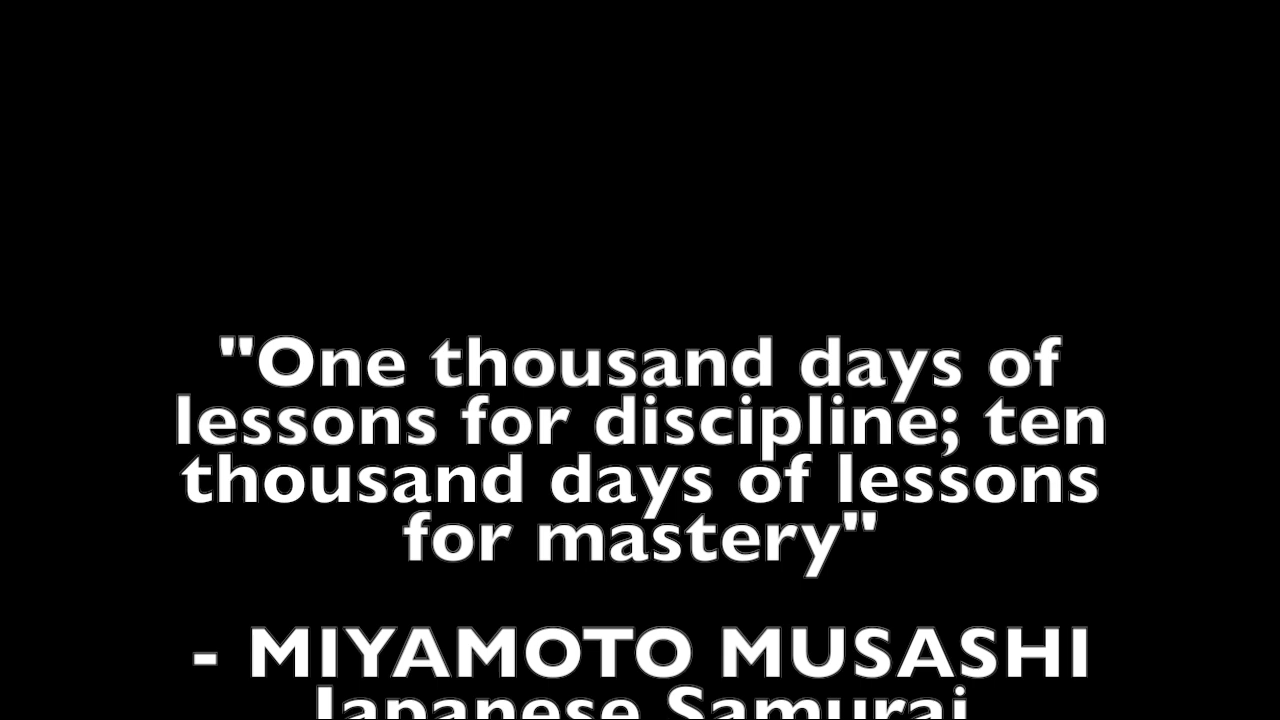 "One thousand days of
lessons for discipline; ten
thousand days of lessons
for mastery"
- MIYAMOTO MUSASHI
Japanese Samurai